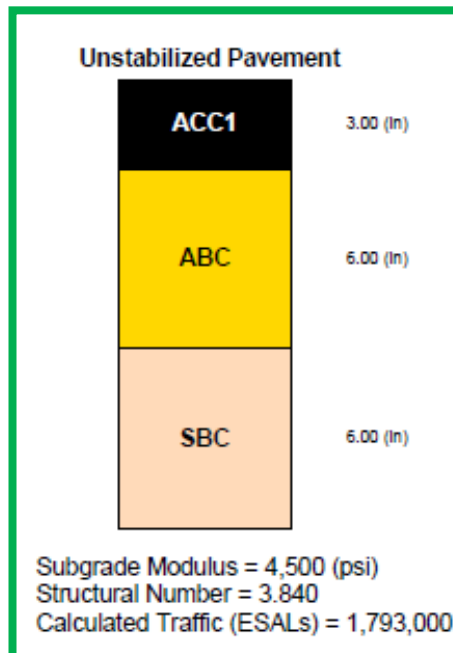 Unstabilized Pavement
ACC1
3.00 (in)
ABC
6.00 (in)
SBC
6.00 (in)
Subgrade Modulus = 4,500 (psi)
Structural Number = 3.840
Calculated Traffic (ESALs) = 1,793,000